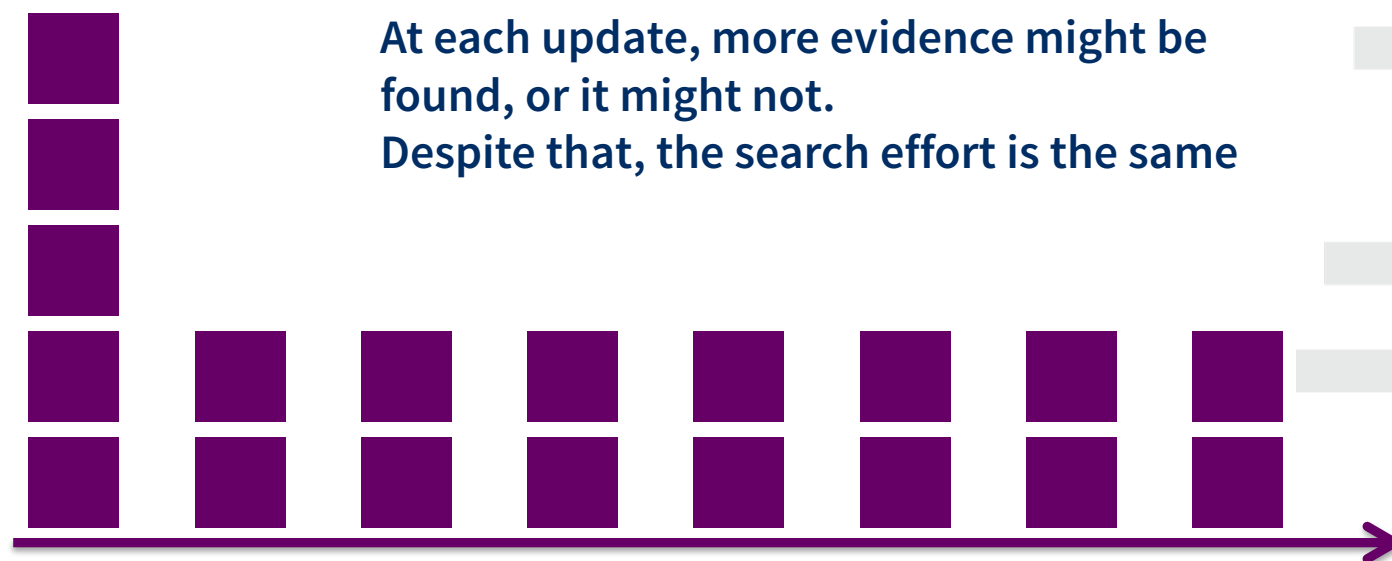 At each update, more evidence might be
found, or it might not.
Despite that, the search effort is the same